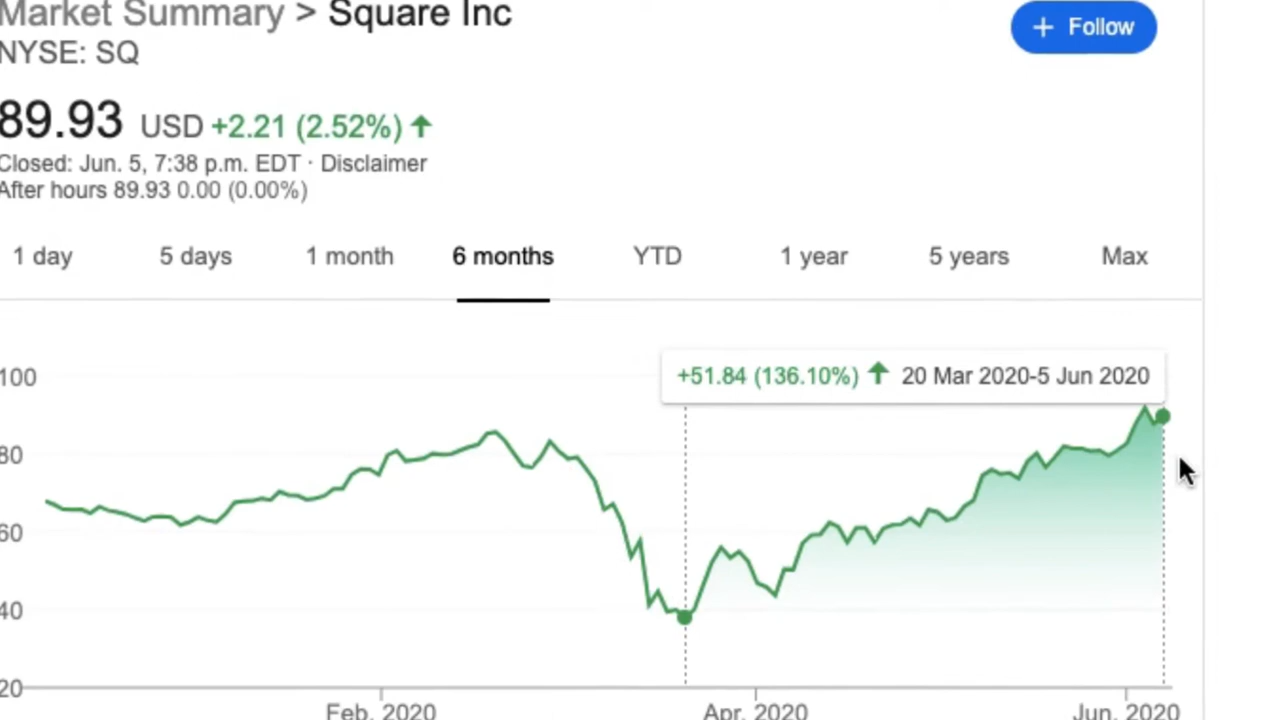 Market Summary > Square Inc
+ Follow
NYSE: SQ
89.93 USD +2.21 (2.52%)
Closed: Jun. 5, 7:38 p.m. EDT · Disclaimer
After hours 89.93 0.00 (0.00%)
1 day 5 days 1 month 6 months YTD 1 year 5 years Max
+51.84 (136.10%) 20 Mar 2020-5 Jun 2020
100
80
60
40
20
Feb. 2020 Apr. 2020 Jun. 2020